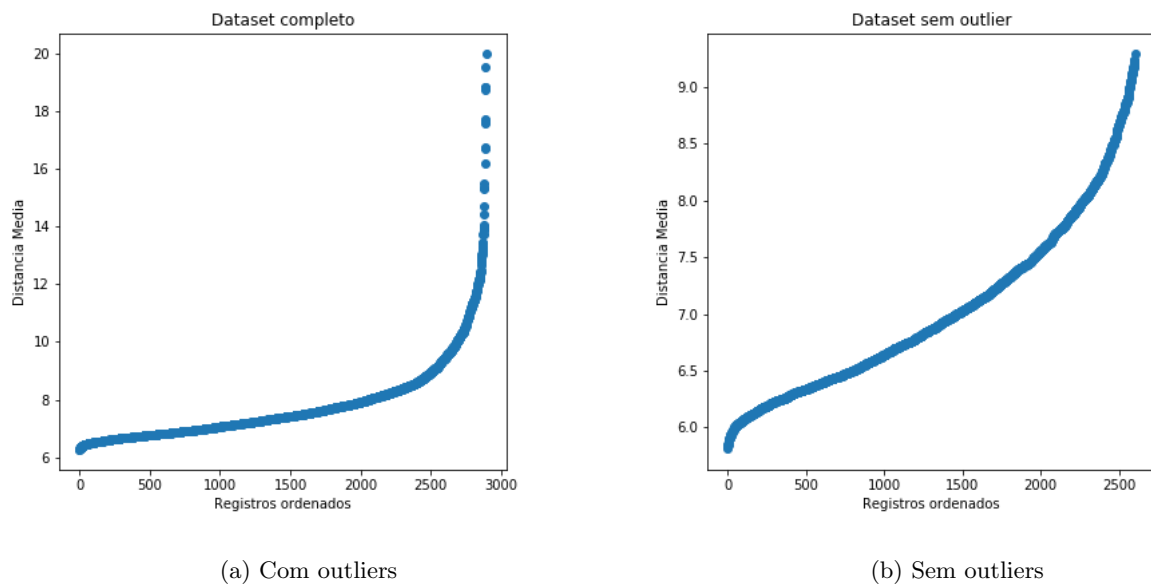 Dataset completo
20
18
16
14
12
10
8
6
Distancia Media
0 500 1000 1500 2000 2500 3000
Registros ordenados
(a) Com outliers
Dataset sem outlier
9.0
8.5
8.0
7.5
7.0
6.5
6.0
Distancia Media
0 500 1000 1500 2000 2500
Registros ordenados
(b) Sem outliers